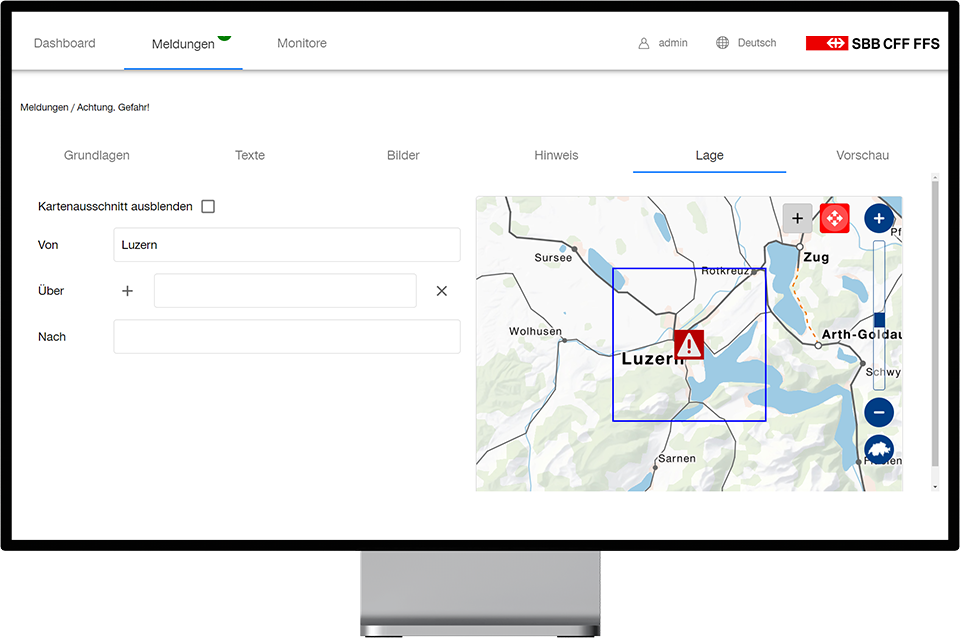 Dashboard
Meldungen
Monitore
admin
Deutsch
SBB CFF FFS
Meldungen / Achtung. Gefahr!
Grundlagen
Texte
Bilder
Hinweis
Lage
Vorschau
Kartenausschnitt ausblenden
Von
Luzern
Über
+
×
Nach
+
+
Pf
Zug
Sursee
Rotkreuz
Wolhusen
Luzern
Arth-Goldau
Schwy
Sarnen
−